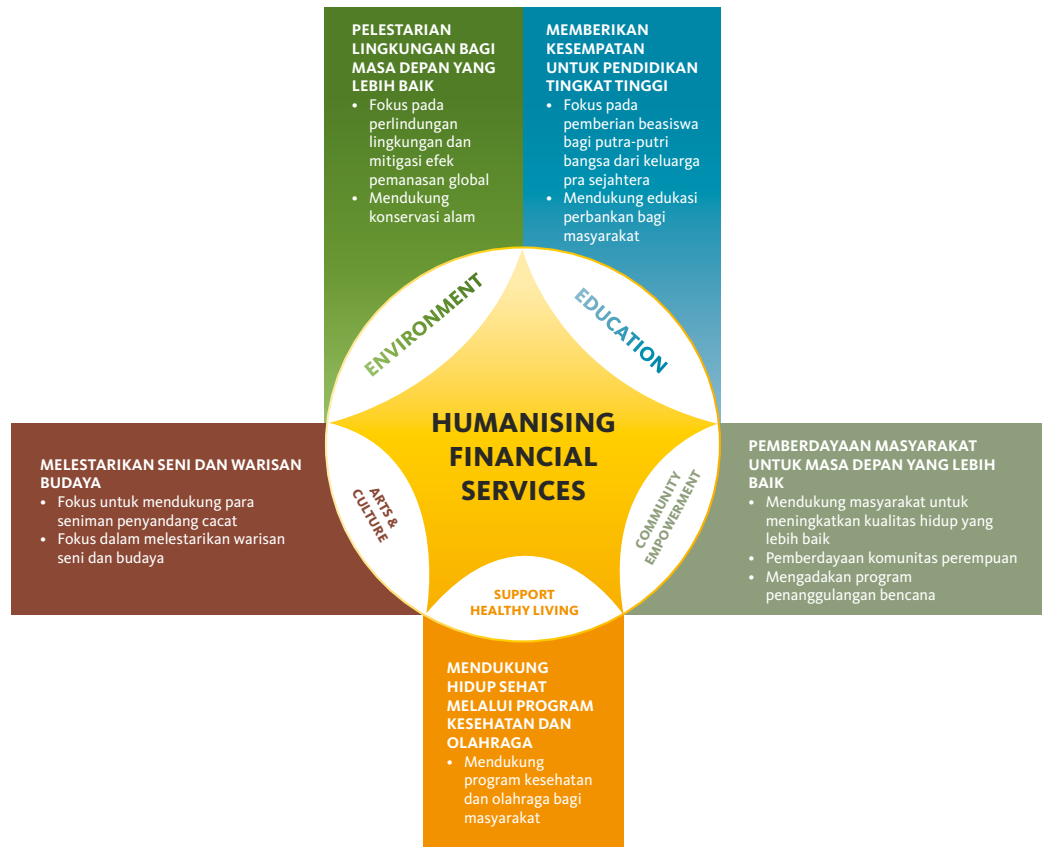 PELESTARIAN
LINGKUNGAN BAGI
MASA DEPAN YANG
LEBIH BAIK
• Fokus pada
perlindungan
lingkungan dan
mitigasi efek
pemanasan global
• Mendukung
konservasi alam
MEMBERIKAN
KESEMPATAN
UNTUK PENDIDIKAN
TINGKAT TINGGI
• Fokus pada
pemberian beasiswa
bagi putra-putri
bangsa dari keluarga
pra sejahtera
• Mendukung edukasi
perbankan bagi
masyarakat
ENVIRONMENT
EDUCATION
HUMANISING
FINANCIAL
SERVICES
MELESTARIKAN SENI DAN WARISAN
BUDAYA
• Fokus untuk mendukung para
seniman penyandang cacat
• Fokus dalam melestarikan warisan
seni dan budaya
ARTS &
CULTURE
COMMUNITY
EMPOWERMENT
PEMBERDAYAAN MASYARAKAT
UNTUK MASA DEPAN YANG LEBIH
BAIK
• Mendukung masyarakat untuk
meningkatkan kualitas hidup yang
lebih baik
• Pemberdayaan komunitas perempuan
• Mengadakan program
penanggulangan bencana
SUPPORT
HEALTHY LIVING
MENDUKUNG
HIDUP SEHAT
MELALUI PROGRAM
KESEHATAN DAN
OLAHRAGA
• Mendukung
program kesehatan
dan olahraga bagi
masyarakat